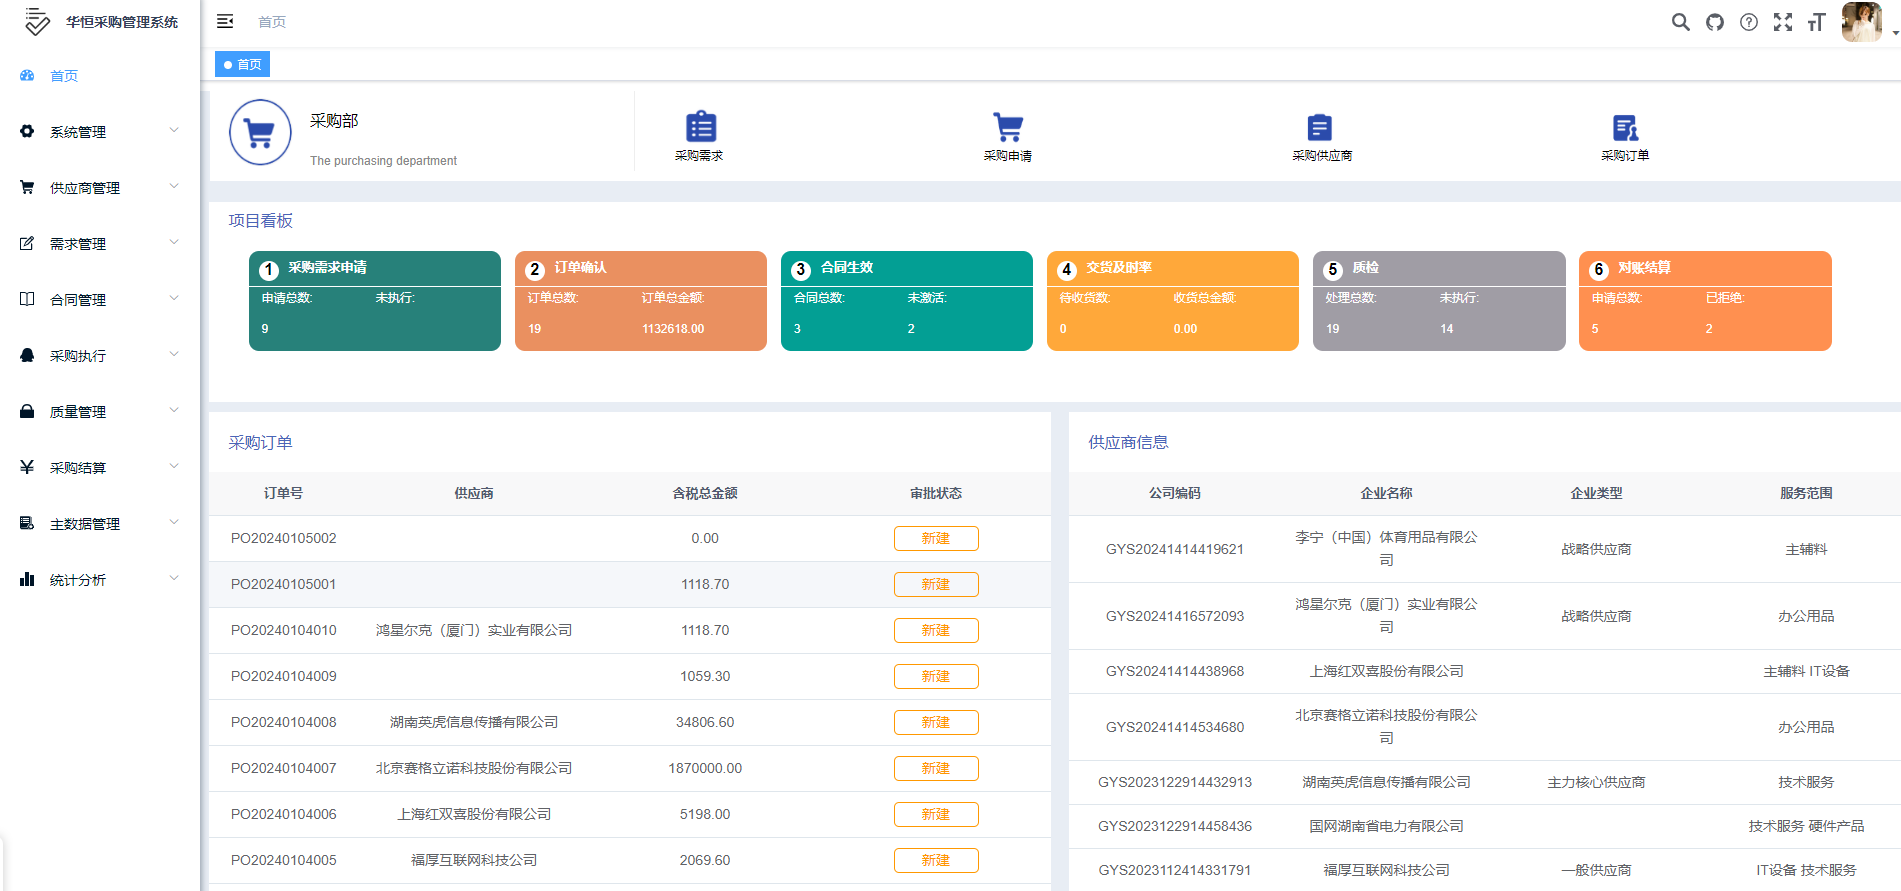 华恒采购管理系统
首页
首页
系统管理
供应商管理
需求管理
合同管理
采购执行
质量管理
采购结算
主数据管理
统计分析
首页
采购部
The purchasing department
采购需求
采购申请
采购供应商
采购订单
项目看板
1 采购需求申请
申请总数: 未执行:
9
2 订单确认
订单总数: 订单总金额:
19 1132618.00
3 合同生效
合同总数: 未激活:
3 2
4 交货及时率
待收货数: 收货总金额:
0 0.00
5 质检
处理总数: 未执行:
19 14
6 对账结算
申请总数: 已拒绝:
5 2
采购订单
订单号 供应商 含税总金额 审批状态
PO20240105002 0.00 新建
PO20240105001 1118.70 新建
PO20240104010 鸿星尔克（厦门）实业有限公司 1118.70 新建
PO20240104009 1059.30 新建
PO20240104008 湖南英虎信息传播有限公司 34806.60 新建
PO20240104007 北京赛格立诺科技股份有限公司 1870000.00 新建
PO20240104006 上海红双喜股份有限公司 5198.00 新建
PO20240104005 福厚互联网科技公司 2069.60 新建
供应商信息
公司编码 企业名称 企业类型 服务范围
GYS20241414419621 李宁（中国）体育用品有限公
司 战略供应商 主辅料
GYS20241416572093 鸿星尔克（厦门）实业有限公
司 战略供应商 办公用品
GYS20241414438968 上海红双喜股份有限公司 主辅料 IT设备
GYS20241414534680 北京赛格立诺科技股份有限公
司 办公用品
GYS2023122914432913 湖南英虎信息传播有限公司 主力核心供应商 技术服务
GYS2023122914458436 国网湖南省电力有限公司 技术服务 硬件产品
GYS2023112414331791 福厚互联网科技公司 一般供应商 IT设备 技术服务